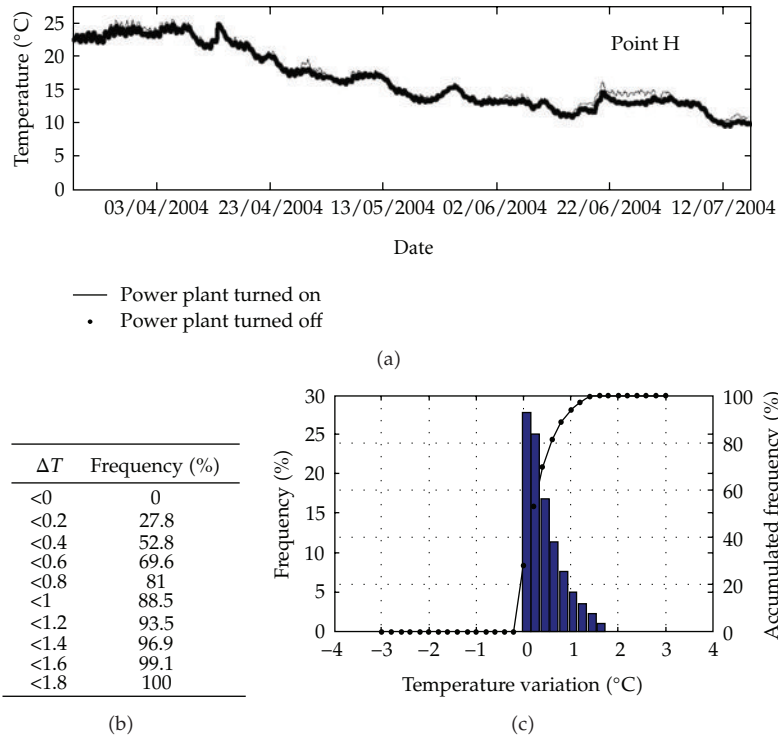 25
20
15
10
5
0
Temperature (°C)
Point H
03/04/2004 23/04/2004 13/05/2004 02/06/2004 22/06/2004 12/07/2004
Date
Power plant turned on
Power plant turned off
(a)
ΔT Frequency (%)
<0 0
<0.2 27.8
<0.4 52.8
<0.6 69.6
<0.8 81
<1 88.5
<1.2 93.5
<1.4 96.9
<1.6 99.1
<1.8 100
(b)
30
25
20
15
10
5
0
Frequency (%)
100
80
60
40
20
0
Accumulated frequency (%)
−4 −3 −2 −1 0 1 2 3 4
Temperature variation (°C)
(c)